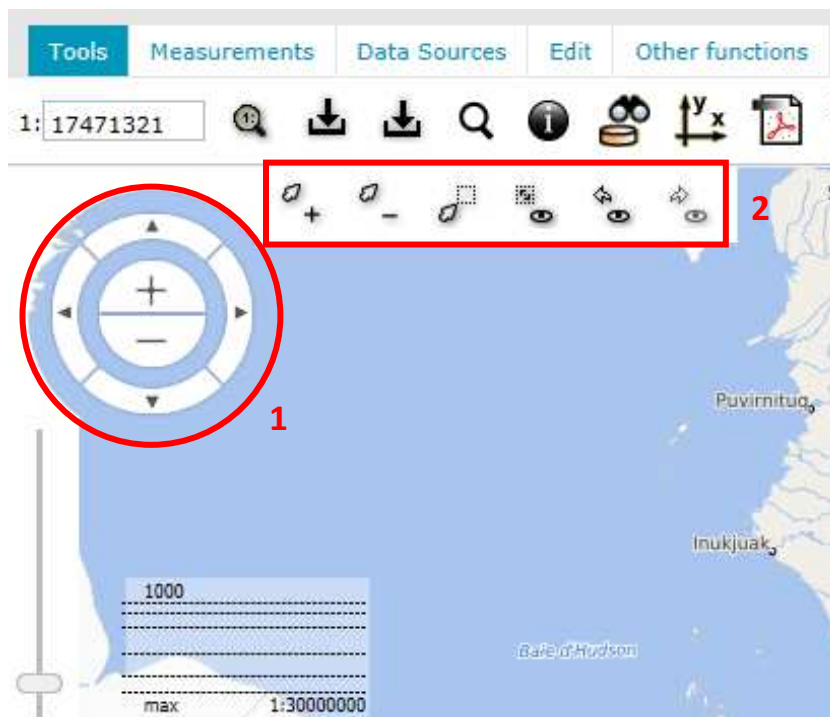 Tools Measurements Data Sources Edit Other functions
1: 17471321 1: i y x
+ - 2
+
-
1
Puvirnituq
Inukjuak
1000
Baie d'Hudson
max 1:30000000